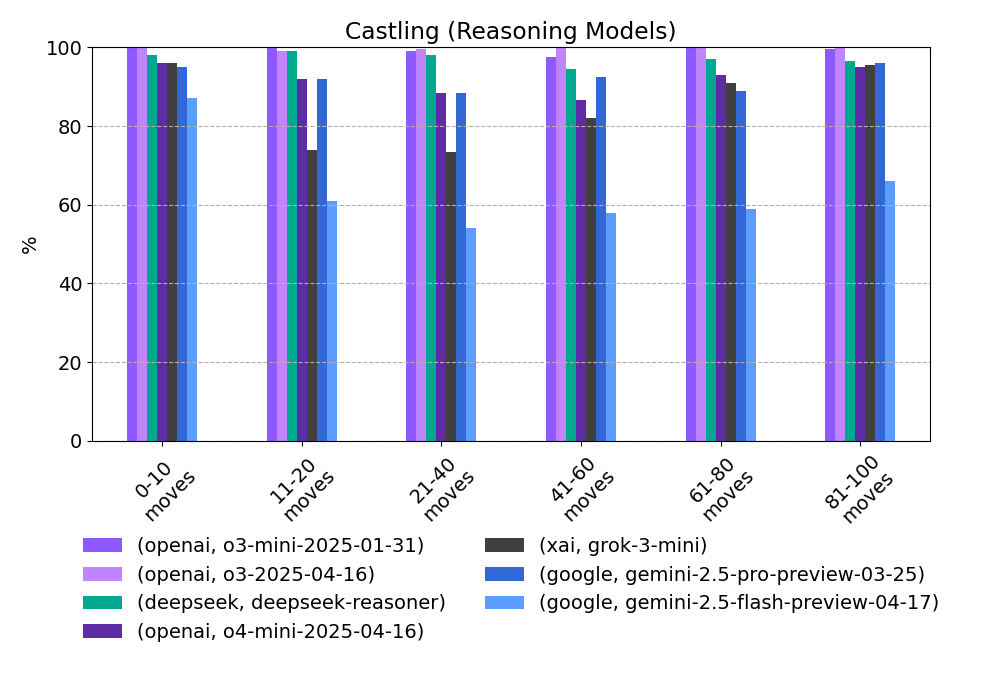 Castling (Reasoning Models)
100
80
60
40
20
0
%
0-10
moves
11-20
moves
21-40
moves
41-60
moves
61-80
moves
81-100
moves
(openai, o3-mini-2025-01-31)
(openai, o3-2025-04-16)
(deepseek, deepseek-reasoner)
(openai, o4-mini-2025-04-16)
(xai, grok-3-mini)
(google, gemini-2.5-pro-preview-03-25)
(google, gemini-2.5-flash-preview-04-17)